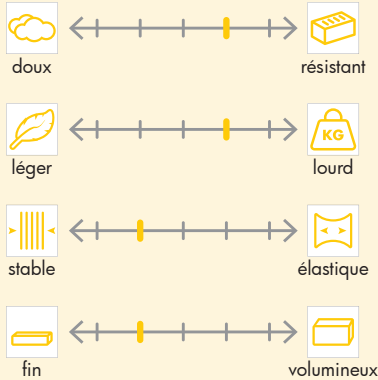 doux résistant
KG
léger lourd
stable élastique
fin volumineux